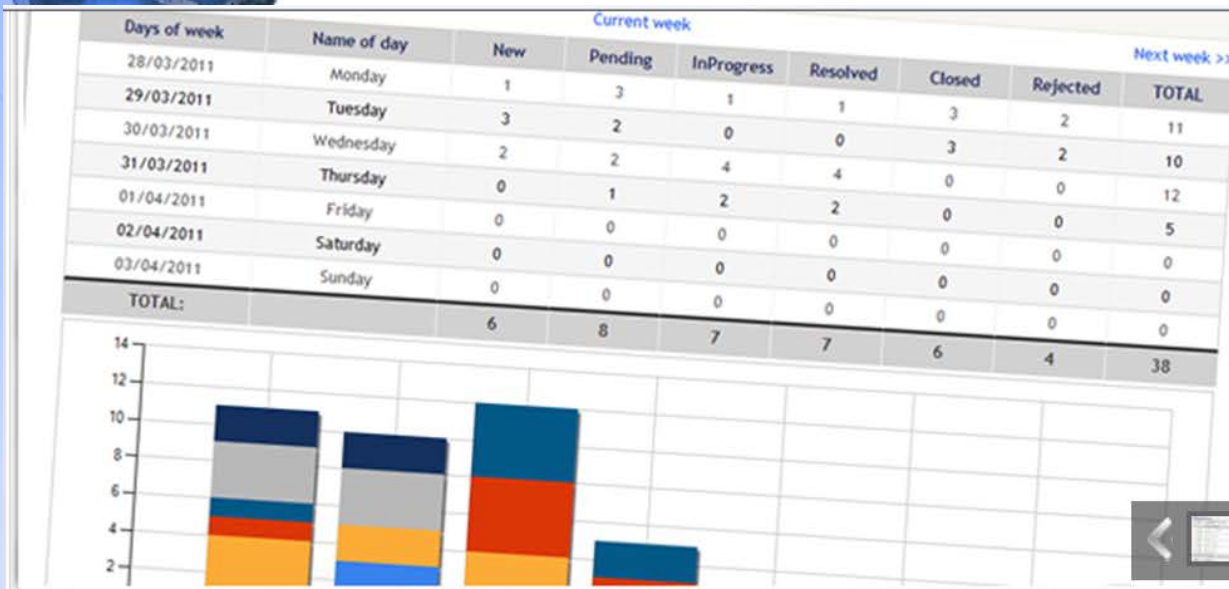 Current week
Next week >>
Days of week Name of day New Pending InProgress Resolved Closed Rejected TOTAL
28/03/2011 Monday 1 3 1 1 3 2 11
29/03/2011 Tuesday 3 2 0 0 3 2 10
30/03/2011 Wednesday 2 2 4 4 0 0 12
31/03/2011 Thursday 0 1 2 2 0 0 5
01/04/2011 Friday 0 0 0 0 0 0 0
02/04/2011 Saturday 0 0 0 0 0 0 0
03/04/2011 Sunday 0 0 0 0 0 0 0
TOTAL: 6 8 7 7 6 4 38
14
12
10
8
6
4
2